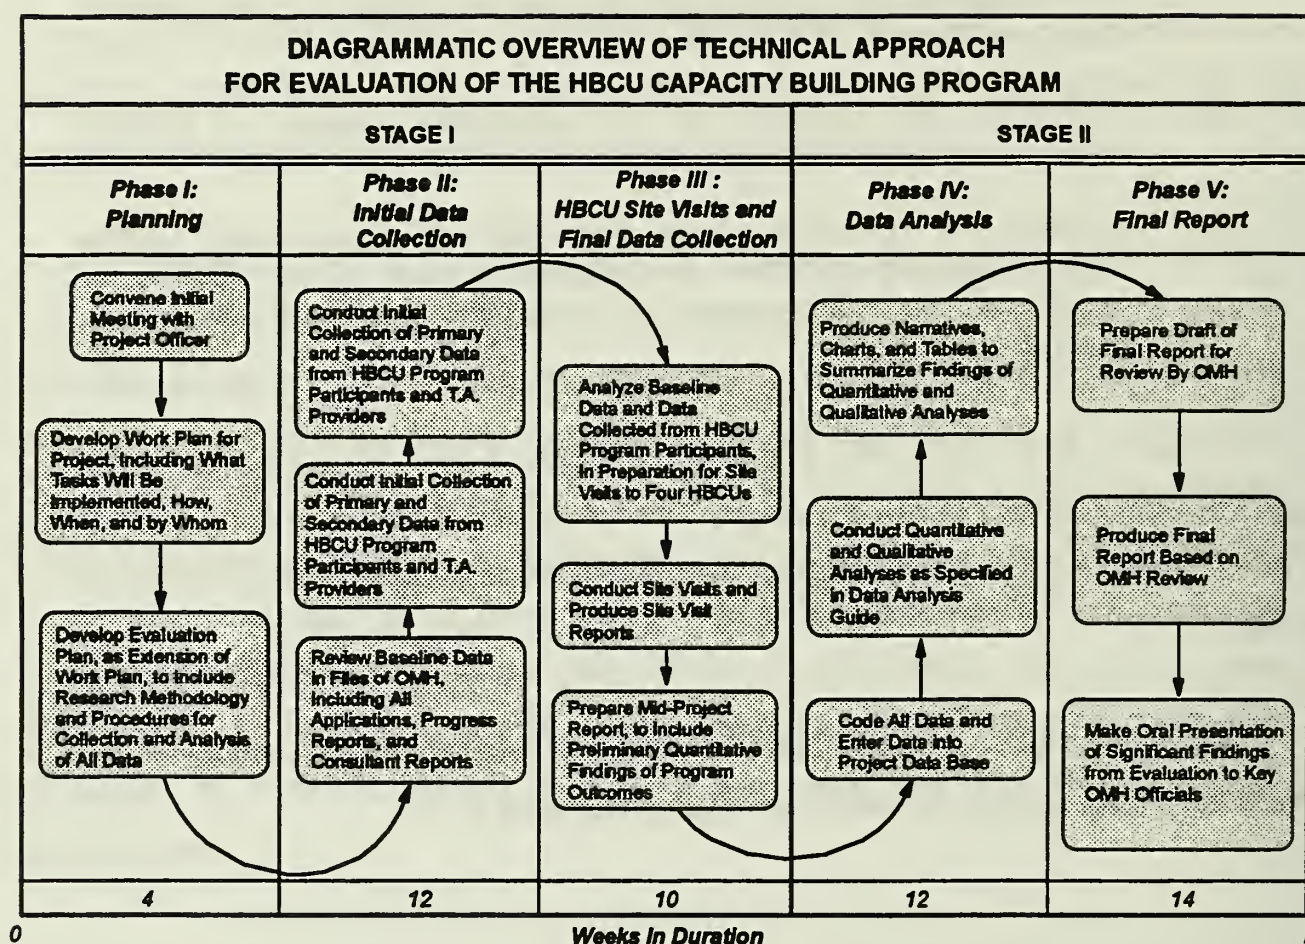 DIAGRAMMATIC OVERVIEW OF TECHNICAL APPROACH
FOR EVALUATION OF THE HBCU CAPACITY BUILDING PROGRAM
STAGE I
STAGE II
Phase I:
Planning
Phase II:
Initial Data
Collection
Phase III :
HBCU Site Visits and
Final Data Collection
Phase IV:
Data Analysis
Phase V:
Final Report
Convene Initial
Meeting with
Project Officer
Develop Work Plan for
Project, Including What
Tasks Will Be
Implemented, How,
When, and by Whom
Develop Evaluation
Plan, as Extension of
Work Plan, to Include
Research Methodology
and Procedures for
Collection and Analysis
of All Data
Conduct Initial
Collection of Primary
and Secondary Data
from HBCU Program
Participants and T.A.
Providers
Conduct Initial Collection
of Primary and
Secondary Data from
HBCU Program
Participants and T.A.
Providers
Review Baseline Data
in Files of OMH,
Including All
Applications, Progress
Reports, and
Consultant Reports
Analyze Baseline
Data and Data
Collected from HBCU
Program Participants,
In Preparation for Site
Visits to Four HBCUs
Conduct Site Visits and
Produce Site Visit
Reports
Prepare Mid-Project
Report, to Include
Preliminary Quantitative
Findings of Program
Outcomes
Produce Narratives,
Charts, and Tables to
Summarize Findings of
Quantitative and
Qualitative Analyses
Conduct Quantitative
and Qualitative
Analyses as Specified
in Data Analysis
Guide
Code All Data and
Enter Data into
Project Data Base
Prepare Draft of
Final Report for
Review By OMH
Produce Final
Report Based on
OMH Review
Make Oral Presentation
of Significant Findings
from Evaluation to Key
OMH Officials
4
12
10
12
14
0
Weeks in Duration